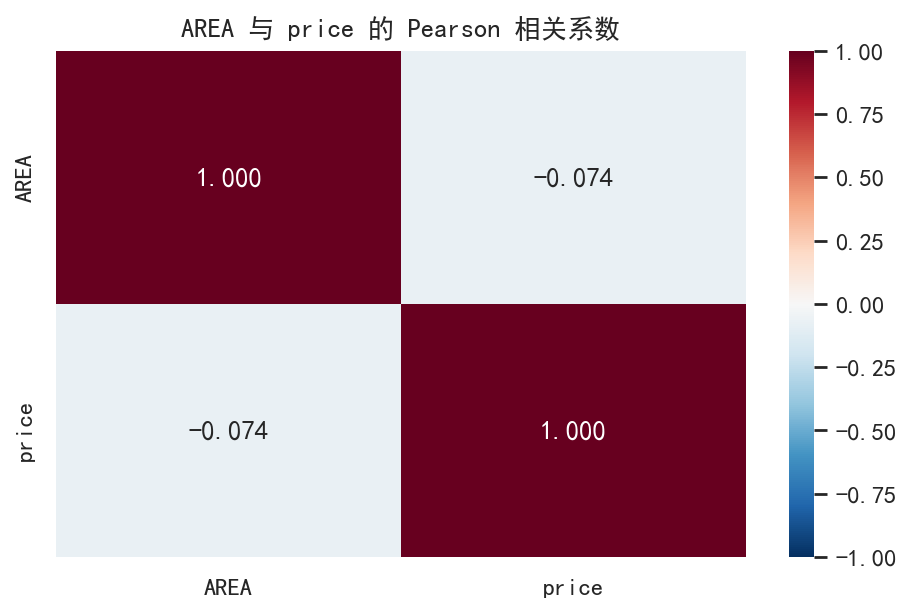 AREA 与 price 的 Pearson 相关系数
AREA
1.000
-0.074
price
-0.074
1.000
AREA
price
1.00
0.75
0.50
0.25
0.00
-0.25
-0.50
-0.75
-1.00